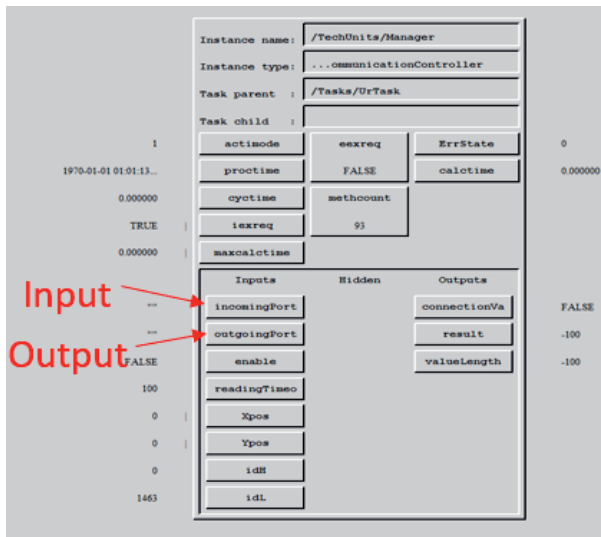 Instance name: /TechUnits/Manager
Instance type: ...ommunicationController
Task parent : /Tasks/UrTask
Task child :
1 actimode eexreq ErrState 0
1970-01-01 01:01:13... proctime FALSE calctime 0.000000
0.000000 cyctime methcount
TRUE | iexreq 93
0.000000 | maxcalctime
Inputs Hidden Outputs
Input "" incomingPort connectionVa FALSE
"" outgoingPort result -100
Output FALSE enable valueLength -100
100 readingTimeo
0 | Xpos
0 | Ypos
0 idH
1463 idL